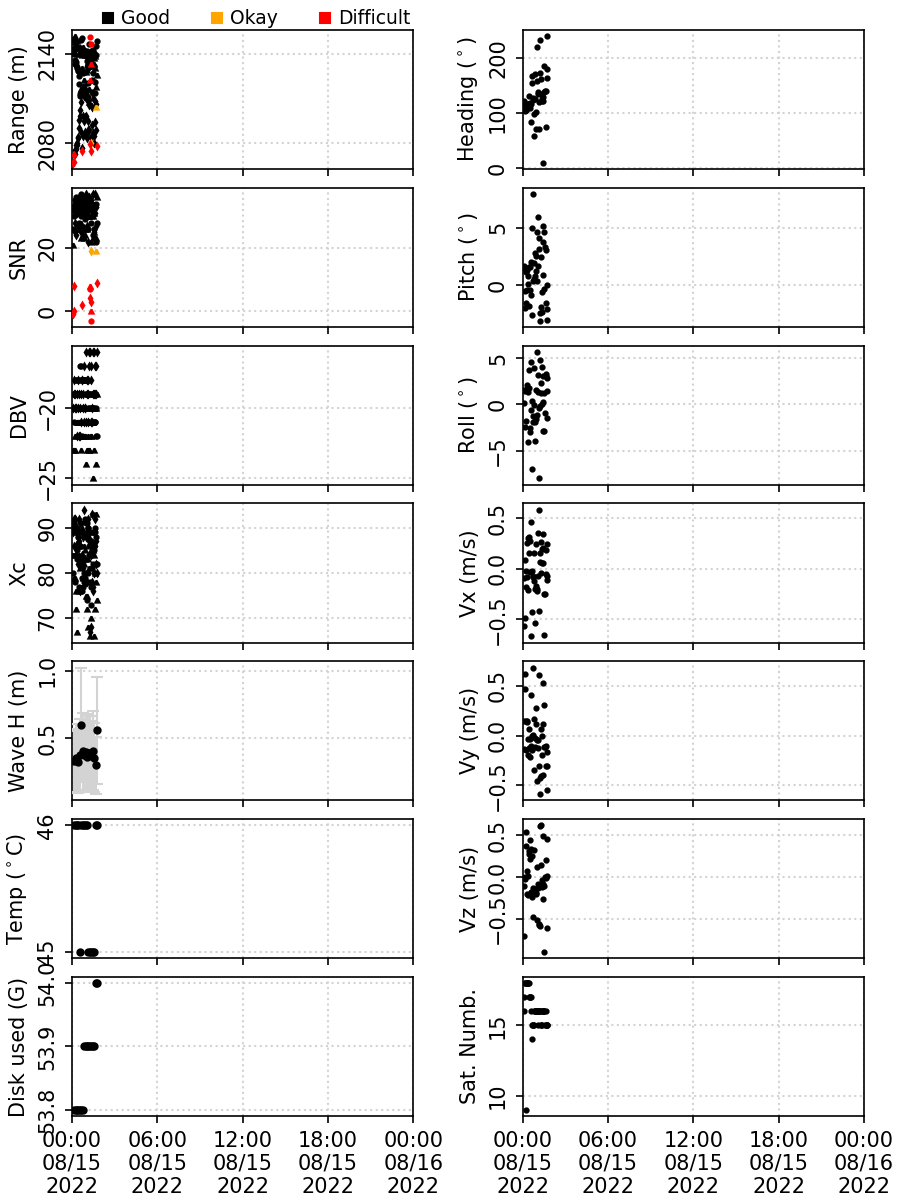 Good Okay Difficult
Range (m)
2140
2080
Heading (°)
200
100
0
SNR
20
0
Pitch (°)
5
0
DBV
−20
−25
Roll (°)
5
0
−5
Xc
90
80
70
Vx (m/s)
0.5
0.0
−0.5
Wave H (m)
1.0
0.5
Vy (m/s)
0.5
0.0
−0.5
Temp (°C)
46
45
Vz (m/s)
0.5
0.0
−0.5
Disk used (G)
54.0
53.9
53.8
Sat. Numb.
15
10
00:00 06:00 12:00 18:00 00:00
08/15 08/15 08/15 08/15 08/16
2022 2022 2022 2022 2022
00:00 06:00 12:00 18:00 00:00
08/15 08/15 08/15 08/15 08/16
2022 2022 2022 2022 2022